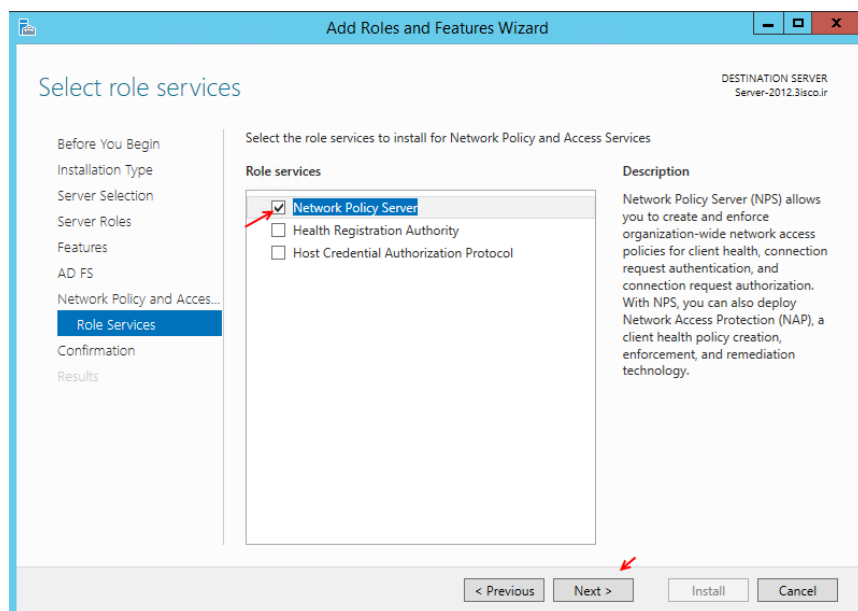 Add Roles and Features Wizard
Select role services
DESTINATION SERVER
Server-2012.3isco.ir
Before You Begin
Installation Type
Server Selection
Server Roles
Features
AD FS
Network Policy and Acces...
Role Services
Confirmation
Results
Select the role services to install for Network Policy and Access Services
Role services
Network Policy Server
Health Registration Authority
Host Credential Authorization Protocol
Description
Network Policy Server (NPS) allows
you to create and enforce
organization-wide network access
policies for client health, connection
request authentication, and
connection request authorization.
With NPS, you can also deploy
Network Access Protection (NAP), a
client health policy creation,
enforcement, and remediation
technology.
< Previous
Next >
Install
Cancel